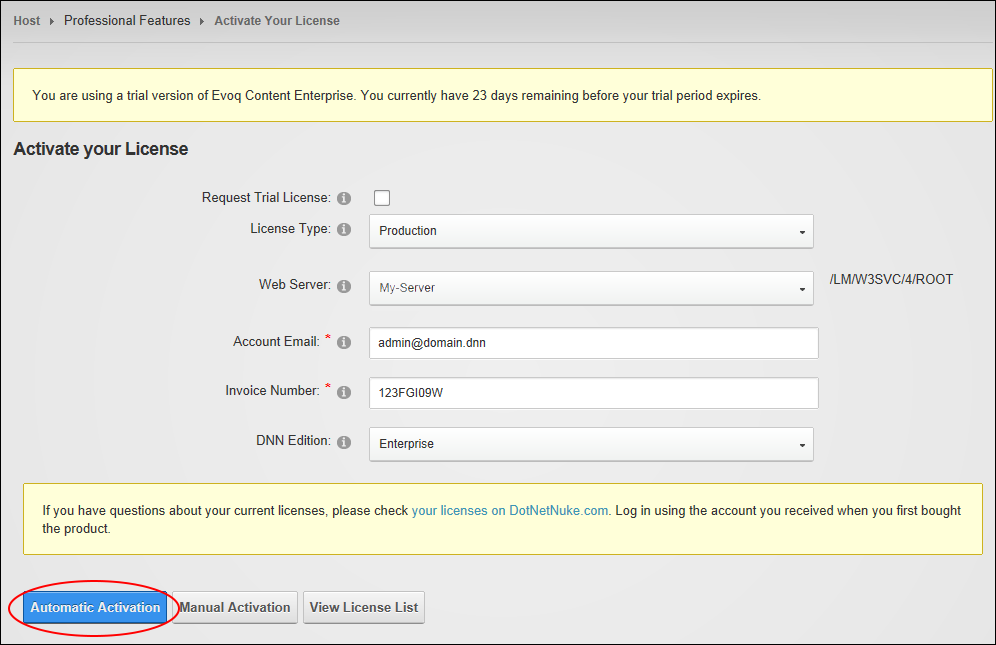 Host Professional Features Activate Your License
You are using a trial version of Evoq Content Enterprise. You currently have 23 days remaining before your trial period expires.
Activate your License
Request Trial License:
License Type: Production
Web Server: My-Server /LM/W3SVC/4/ROOT
Account Email: * admin@domain.dnn
Invoice Number: * 123FGI09W
DNN Edition: Enterprise
If you have questions about your current licenses, please check your licenses on DotNetNuke.com. Log in using the account you received when you first bought
the product.
Automatic Activation Manual Activation View License List